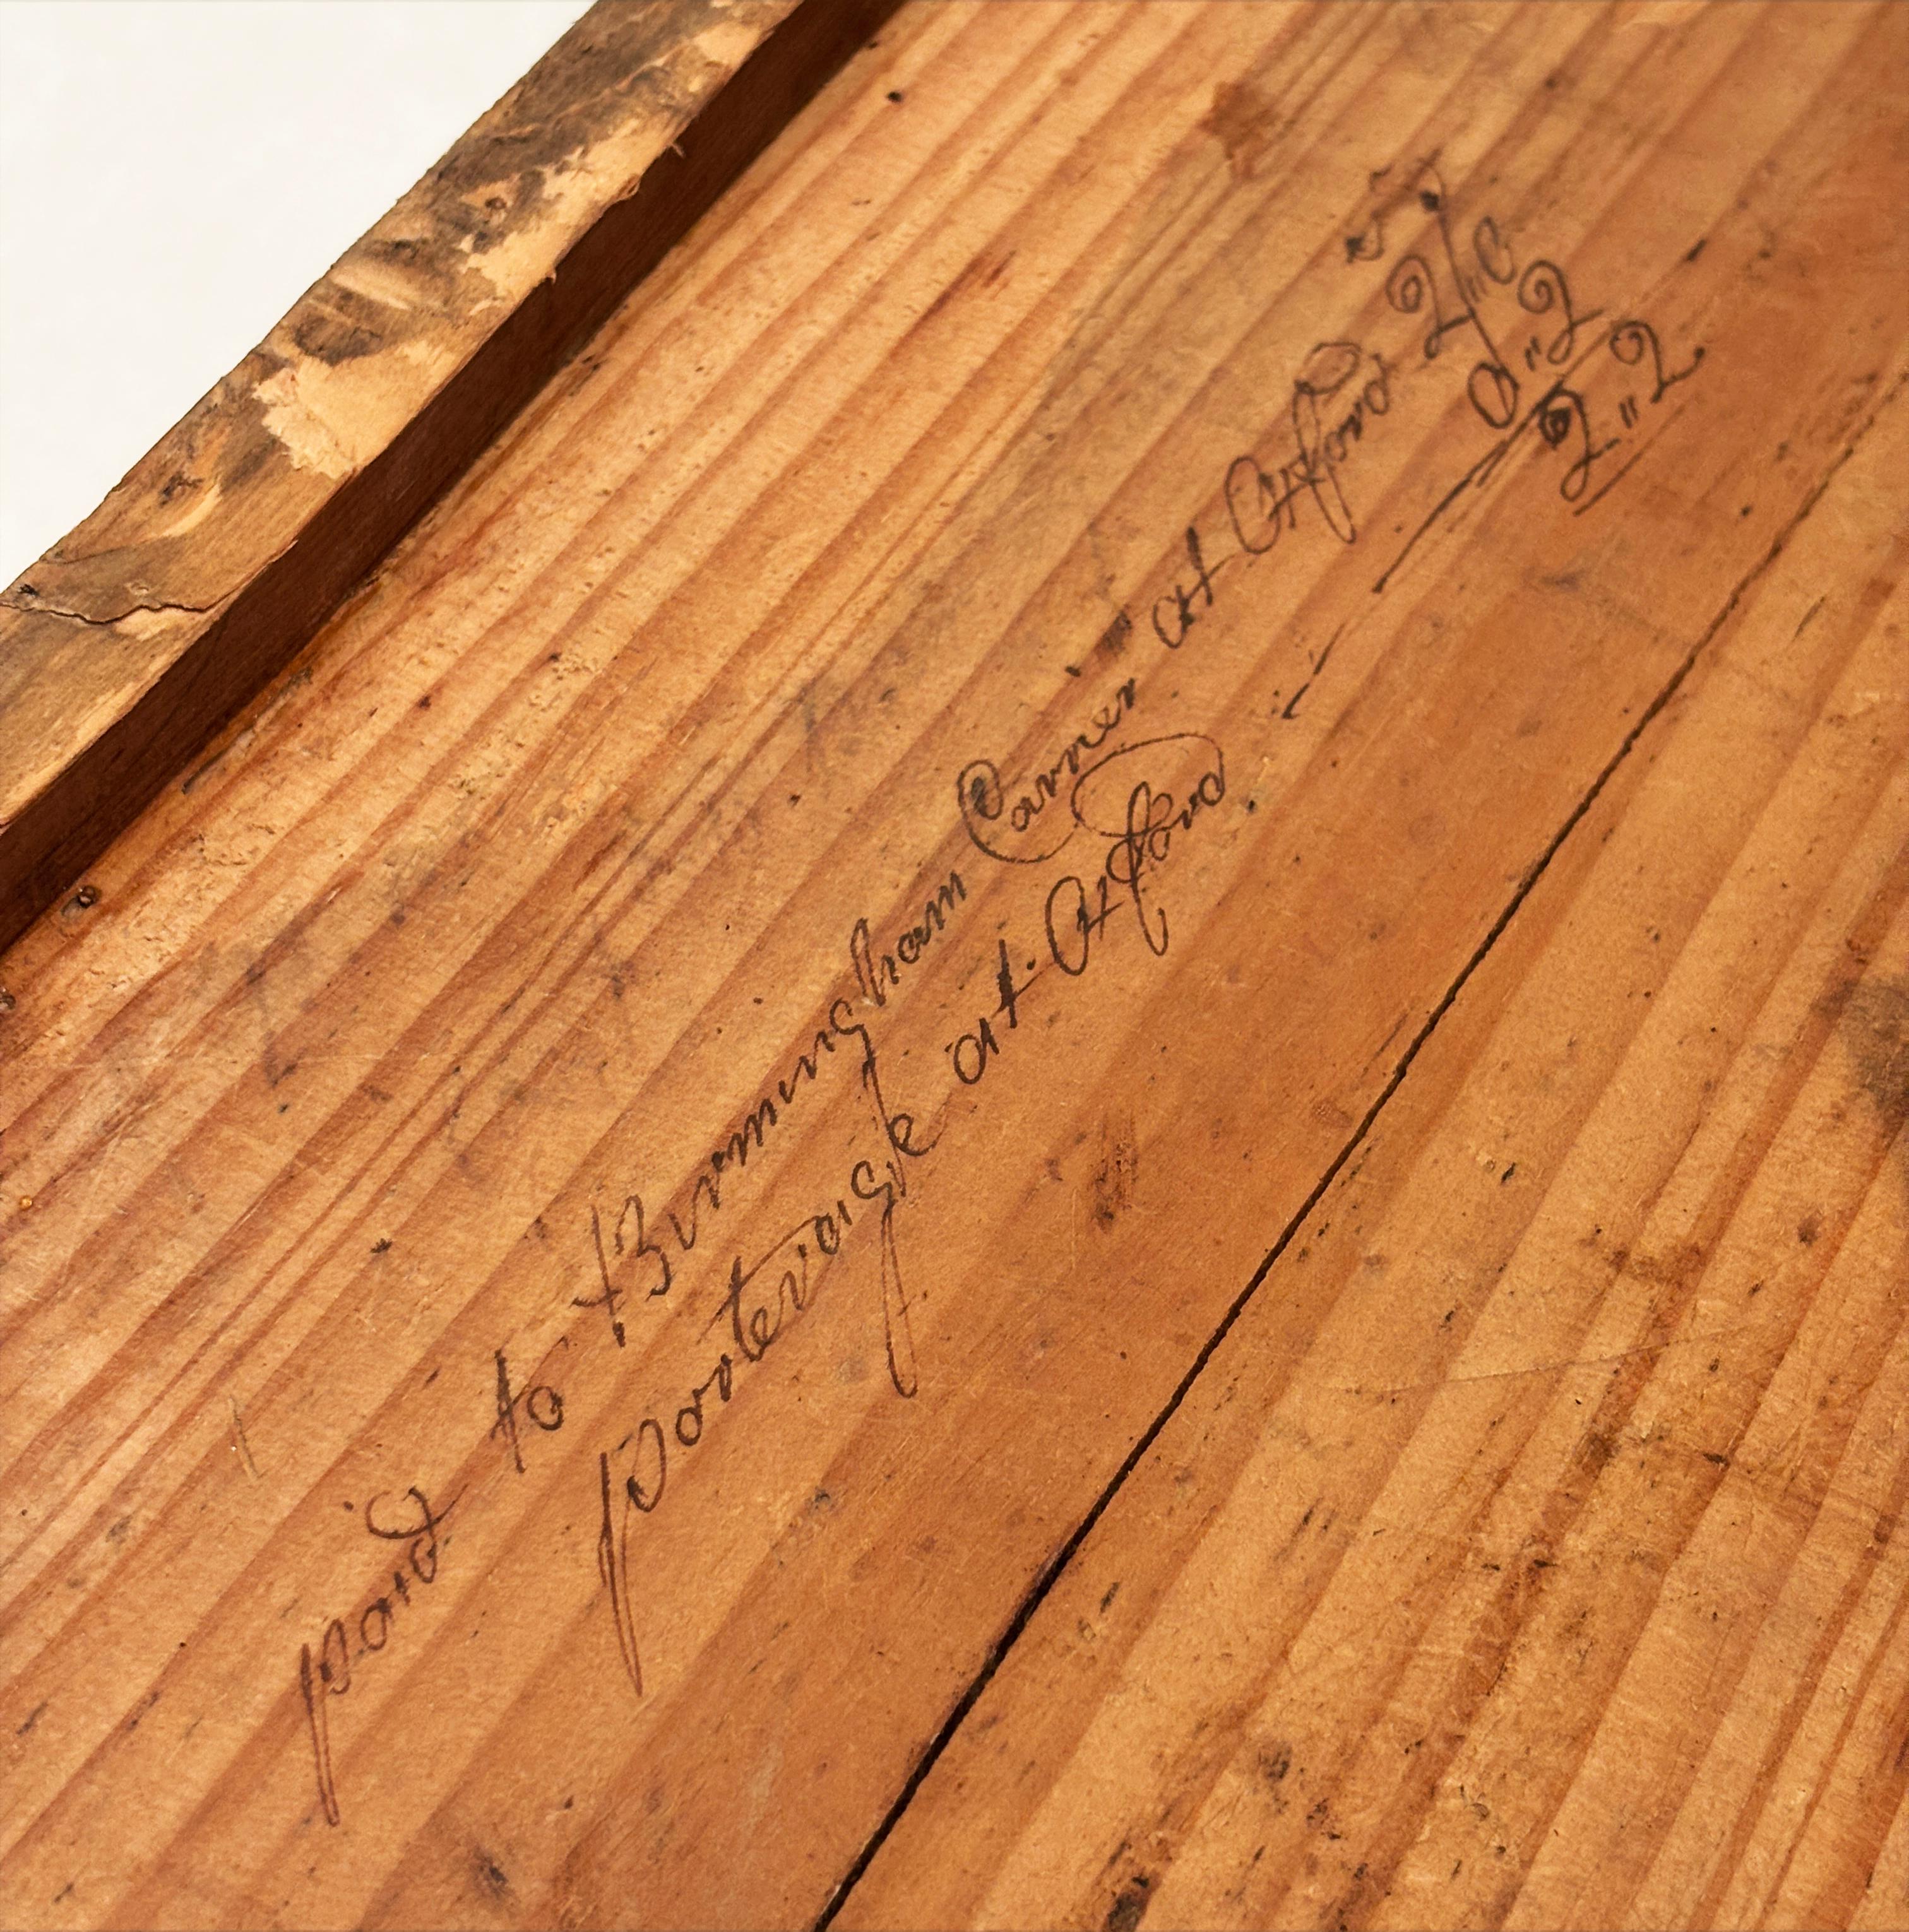 s d
paid to Birmingham Carrier at Oxford 2/"0
porterage at Oxford 0"2
2"2